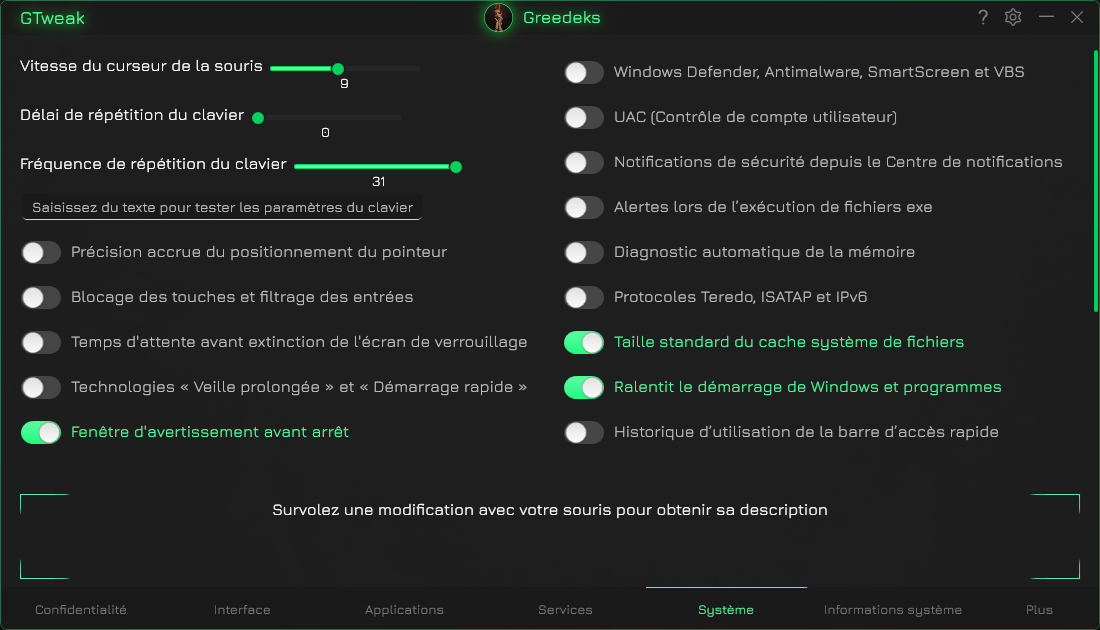 GTweak
Greedeks
?
Vitesse du curseur de la souris
9
Délai de répétition du clavier
0
Fréquence de répétition du clavier
31
Saisissez du texte pour tester les paramètres du clavier
Précision accrue du positionnement du pointeur
Blocage des touches et filtrage des entrées
Temps d'attente avant extinction de l'écran de verrouillage
Technologies « Veille prolongée » et « Démarrage rapide »
Fenêtre d'avertissement avant arrêt
Windows Defender, Antimalware, SmartScreen et VBS
UAC (Contrôle de compte utilisateur)
Notifications de sécurité depuis le Centre de notifications
Alertes lors de l’exécution de fichiers exe
Diagnostic automatique de la mémoire
Protocoles Teredo, ISATAP et IPv6
Taille standard du cache système de fichiers
Ralentit le démarrage de Windows et programmes
Historique d’utilisation de la barre d’accès rapide
Survolez une modification avec votre souris pour obtenir sa description
Confidentialité
Interface
Applications
Services
Système
Informations système
Plus